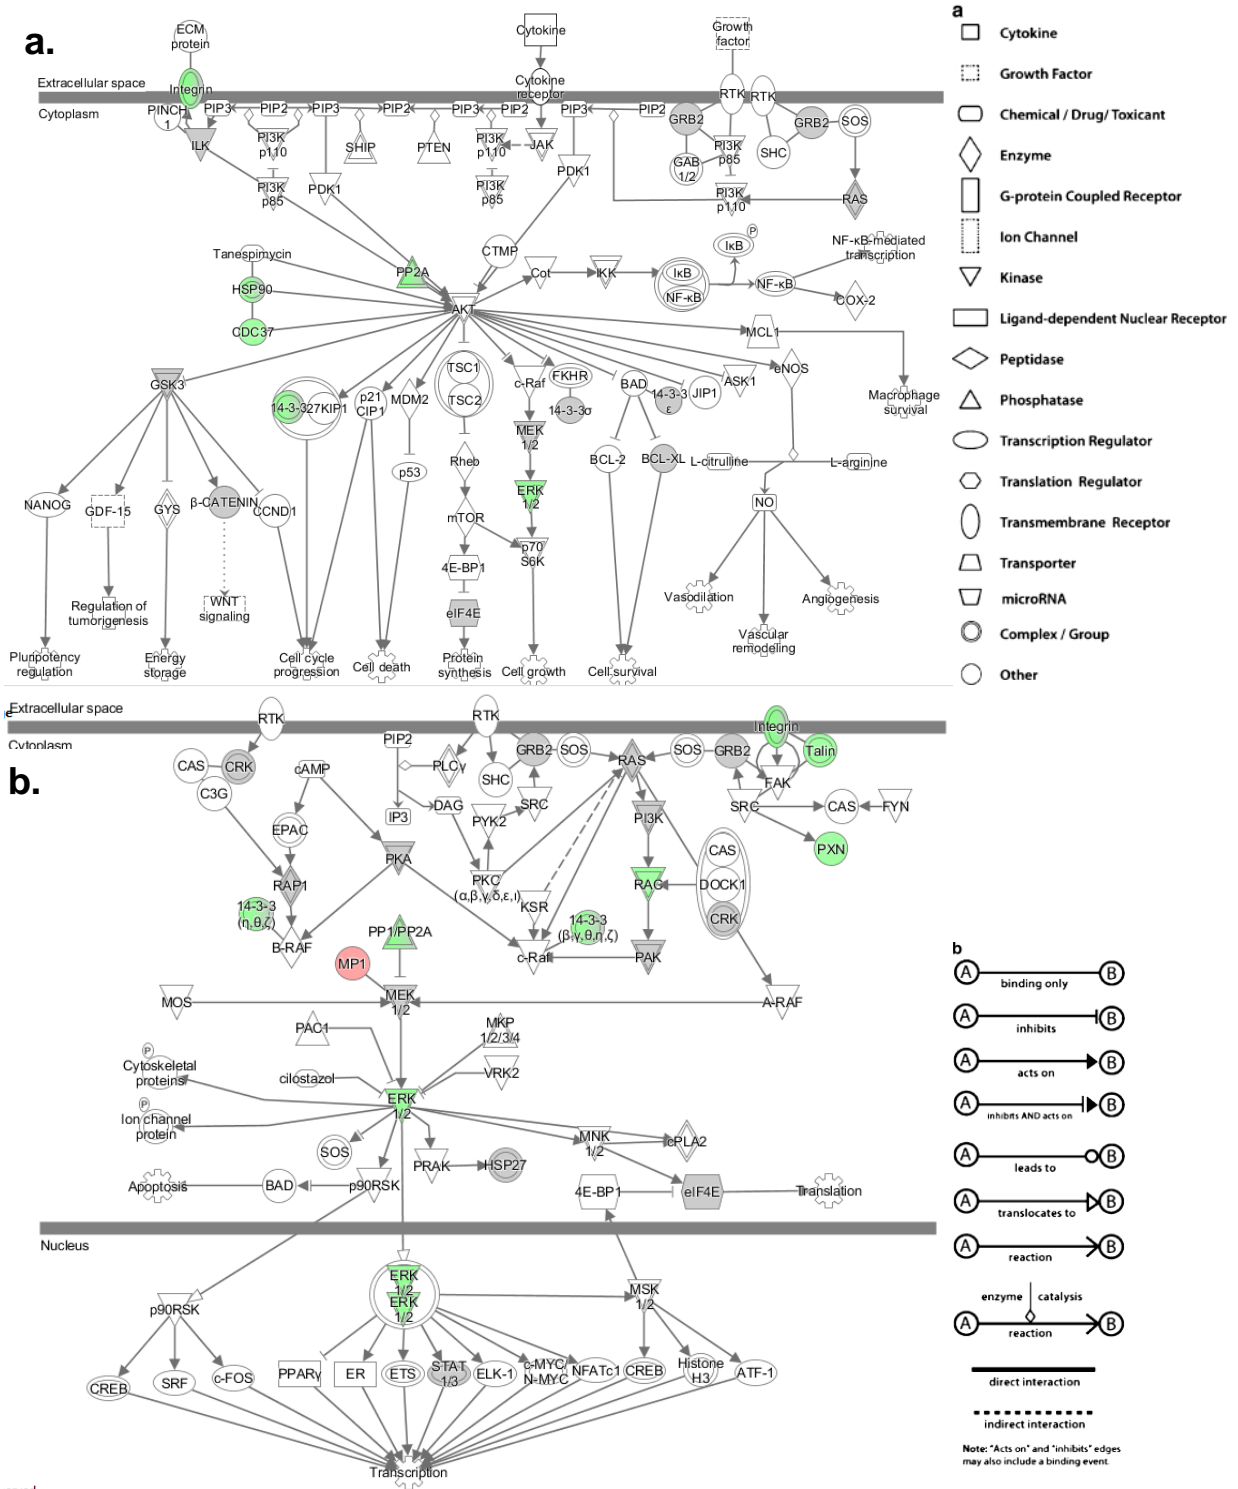 a.
ECM
protein
Cytokine
Growth
factor
Extracellular space
Integrin
Cytokine
receptor
RTK
RTK
Cytoplasm
PINCH
1
PIP3
PIP2
PIP3
PIP2
PIP3
PIP2
PIP3
PIP2
GRB2
GRB2
SOS
ILK
PI3K
p110
SHIP
PTEN
PI3K
p110
JAK
PI3K
p85
SHC
GAB
1/2
PDK1
PI3K
p85
PDK1
PI3K
p85
PI3K
p110
RAS
Tanespimycin
PP2A
CTMP
Cot
IKK
IκB
P
IκB
NF-κB
NF-κB
NF-κB-mediated
transcription
COX-2
HSP90
CDC37
AKT
MCL1
GSK3
14-3-3
27KIP1
p21
CIP1
MDM2
TSC1
TSC2
c-Raf
FKHR
14-3-3σ
BAD
14-3-3
ε
JIP1
ASK1
eNOS
Macrophage
survival
MEK
1/2
p53
Rheb
BCL-2
BCL-XL
L-citrulline
L-arginine
NANOG
GDF-15
GYS
β-CATENIN
CCND1
ERK
1/2
NO
mTOR
p70
S6K
4E-BP1
Regulation of
tumorigenesis
WNT
signaling
eIF4E
Vasodilation
Angiogenesis
Vascular
remodeling
Pluripotency
regulation
Energy
storage
Cell cycle
progression
Cell death
Protein
synthesis
Cell growth
Cell survival
a
Cytokine
Growth Factor
Chemical / Drug/ Toxicant
Enzyme
G-protein Coupled Receptor
Ion Channel
Kinase
Ligand-dependent Nuclear Receptor
Peptidase
Phosphatase
Transcription Regulator
Translation Regulator
Transmembrane Receptor
Transporter
microRNA
Complex / Group
Other
Extracellular space
Cytoplasm
b.
RTK
RTK
Integrin
CAS
CRK
C3G
cAMP
PIP2
PLCγ
SHC
GRB2
SOS
RAS
SOS
GRB2
Talin
FAK
IP3
DAG
PYK2
SRC
PI3K
SRC
CAS
FYN
EPAC
PXN
PKA
CAS
DOCK1
CRK
RAP1
PKC
(α,β,γ,δ,ε,ι)
KSR
RAC
14-3-3
(η,θ,ζ)
B-RAF
PP1/PP2A
14-3-3
(β,γ,θ,η,ζ)
c-Raf
PAK
MP1
MOS
MEK
1/2
A-RAF
PAC1
MKP
1/2/3/4
P
Cytoskeletal
proteins
cilostazol
VRK2
ERK
1/2
P
Ion channel
protein
SOS
PRAK
HSP27
MNK
1/2
cPLA2
Apoptosis
BAD
p90RSK
4E-BP1
eIF4E
Translation
Nucleus
p90RSK
ERK
1/2
ERK
1/2
MSK
1/2
CREB
SRF
c-FOS
PPARγ
ER
ETS
STAT
1/3
ELK-1
c-MYC/
N-MYC
NFATc1
CREB
Histone
H3
ATF-1
Transcription
b
A B
binding only
A B
inhibits
A B
acts on
A B
inhibits AND acts on
A B
leads to
A B
translocates to
A B
reaction
enzyme catalysis
A B
reaction
direct interaction
indirect interaction
Note: "Acts on" and "inhibits" edges
may also include a binding event.